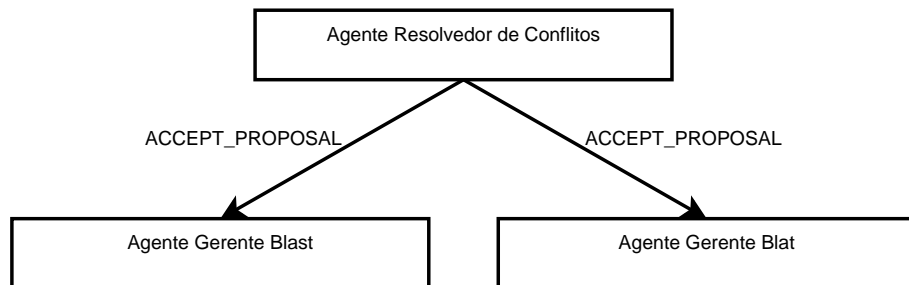 Agente Resolvedor de Conflitos
ACCEPT_PROPOSAL
ACCEPT_PROPOSAL
Agente Gerente Blast
Agente Gerente Blat